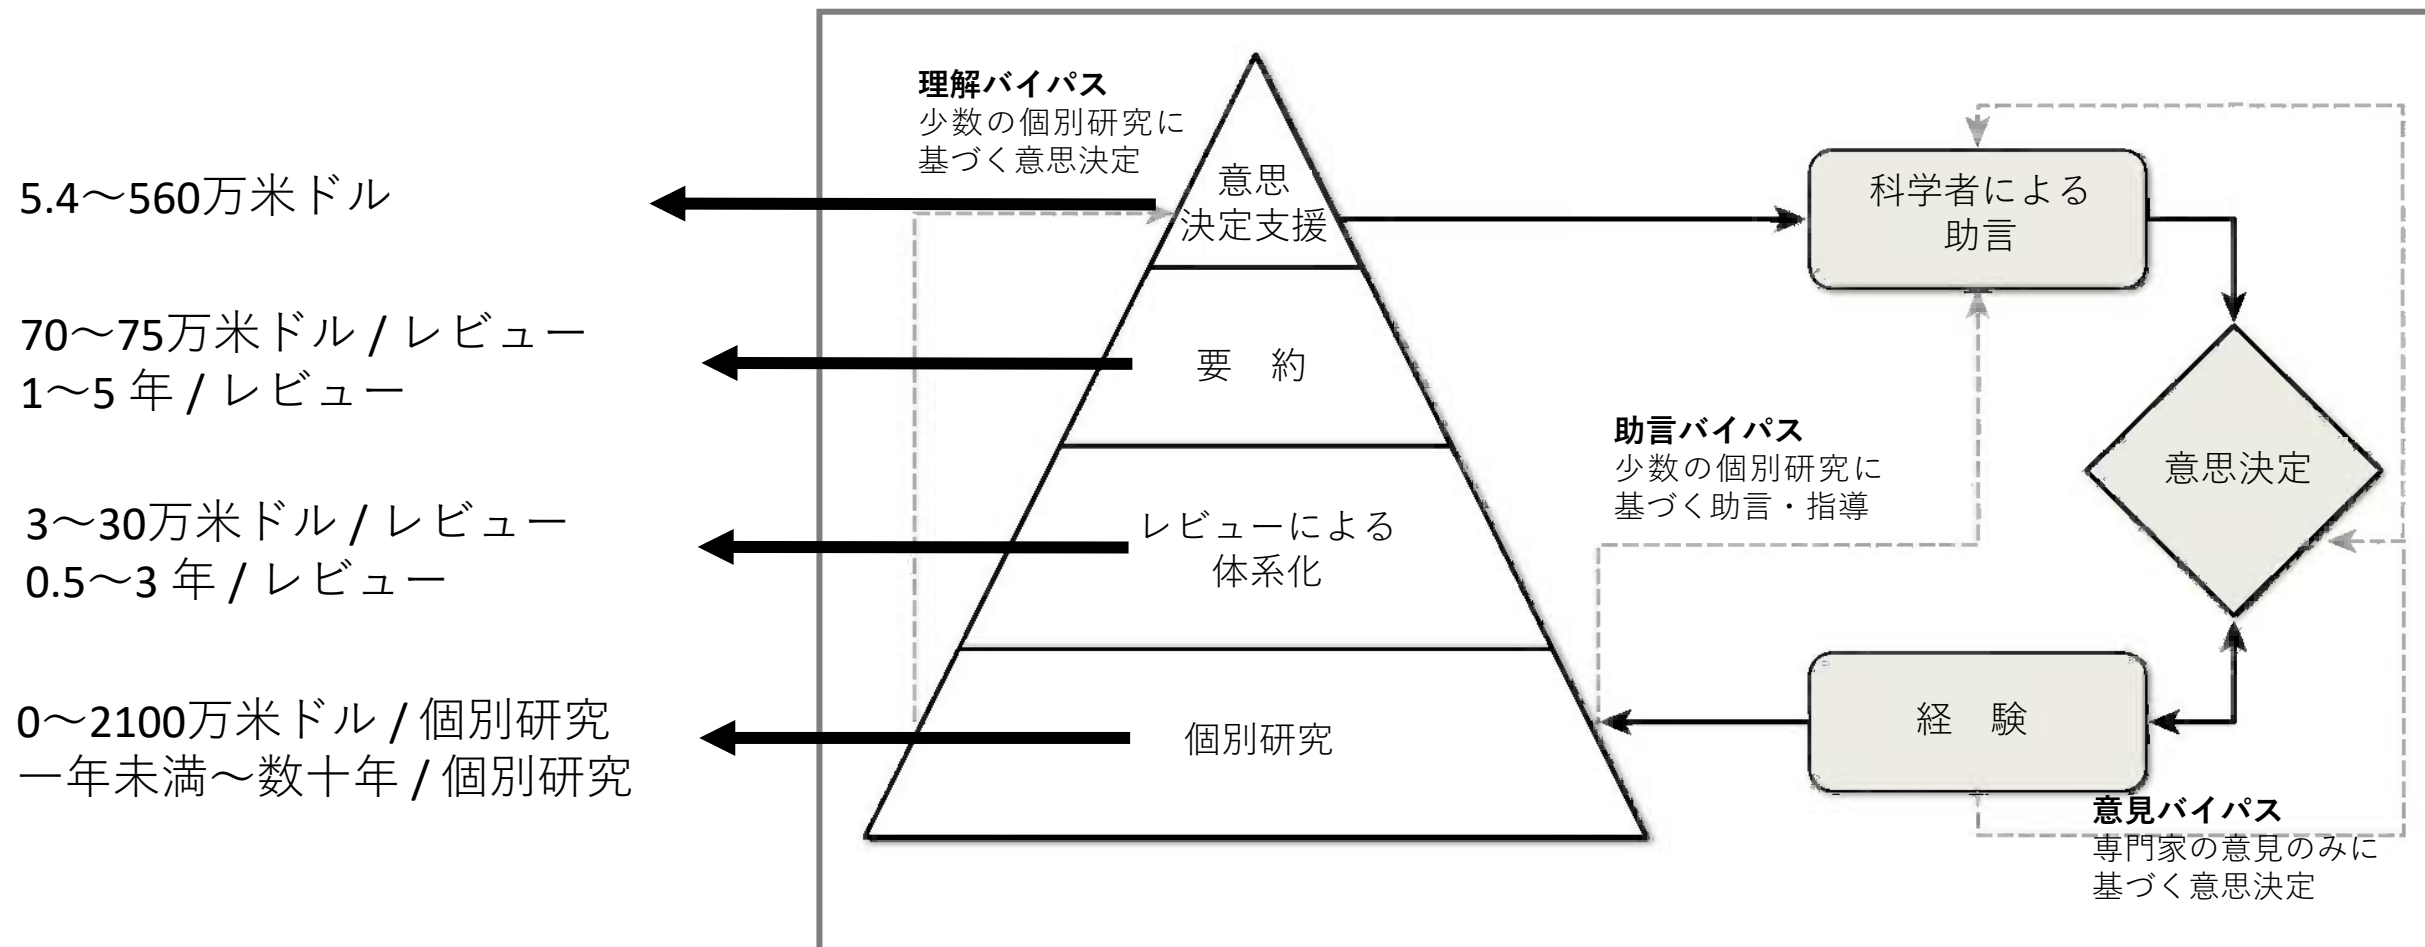 5.4～560万米ドル
70～75万米ドル / レビュー
1～5 年 / レビュー
3～30万米ドル / レビュー
0.5～3 年 / レビュー
0～2100万米ドル / 個別研究
一年未満～数十年 / 個別研究
理解バイパス
少数の個別研究に
基づく意思決定
意思
決定支援
要　約
レビューによる
体系化
個別研究
科学者による
助言
助言バイパス
少数の個別研究に
基づく助言・指導
意思決定
経　験
意見バイパス
専門家の意見のみに
基づく意思決定